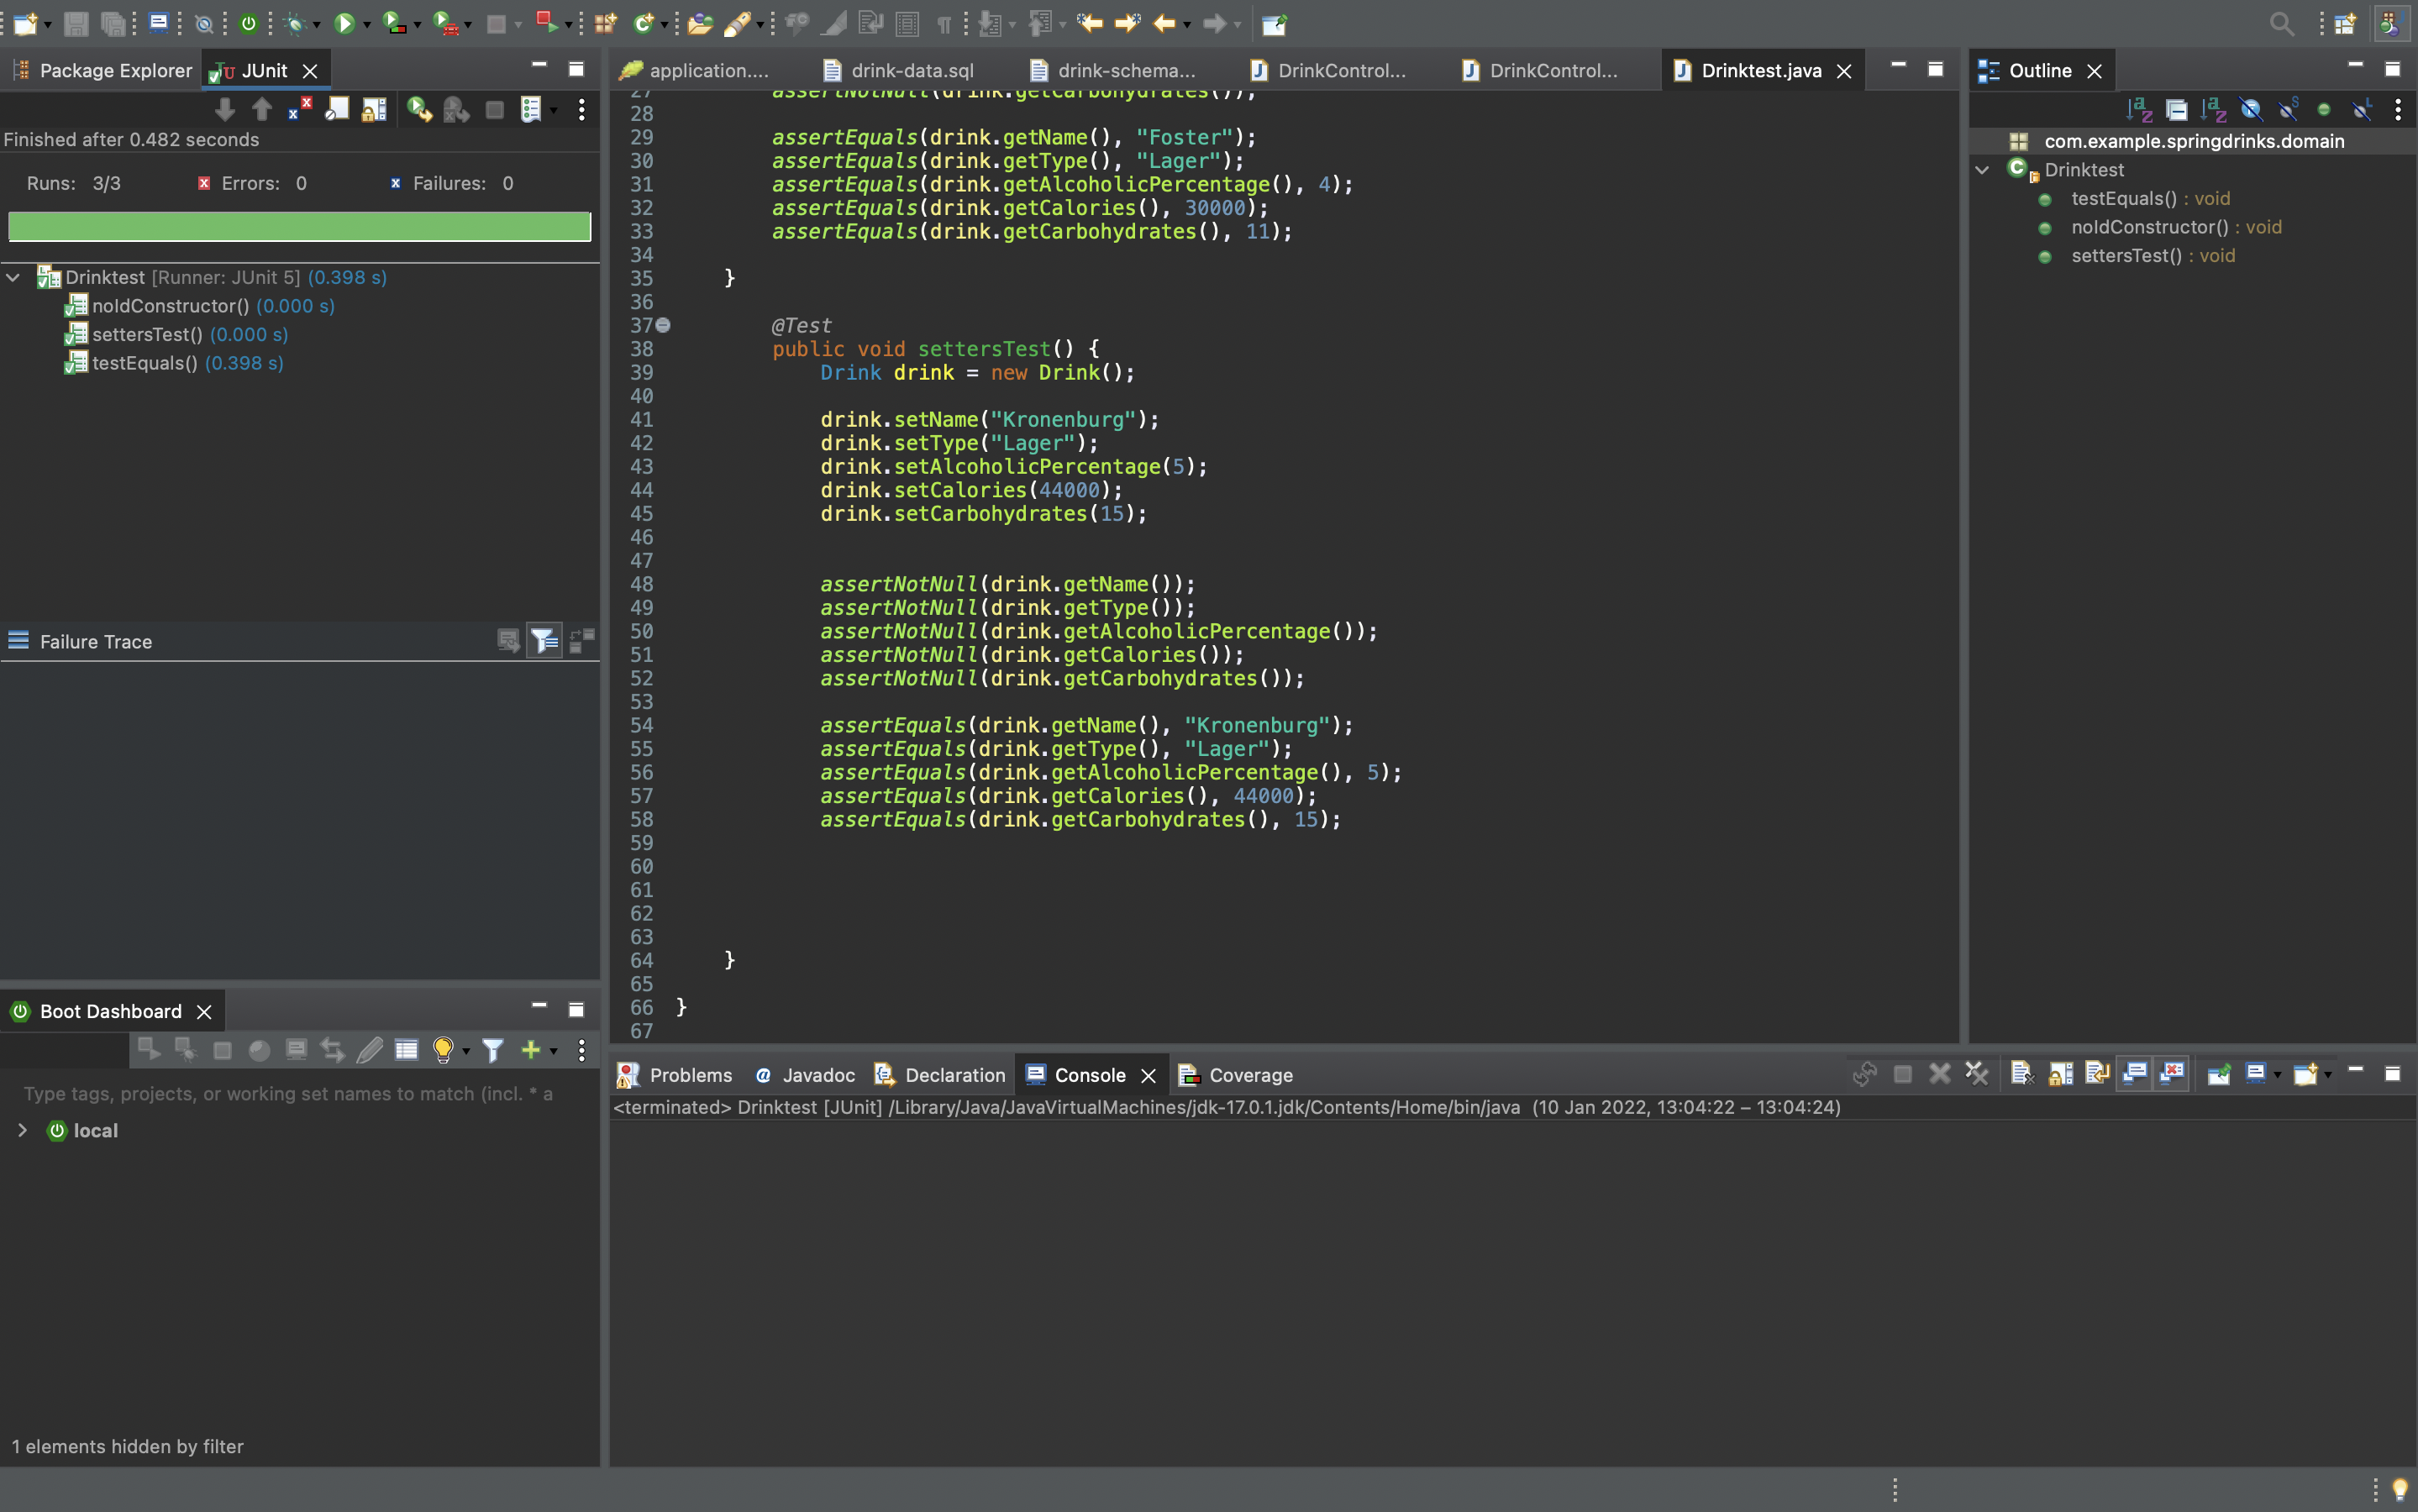 Package Explorer
JUnit
Finished after 0.482 seconds
Runs: 3/3
Errors: 0
Failures: 0
Drinktest [Runner: JUnit 5] (0.398 s)
noIdConstructor() (0.000 s)
settersTest() (0.000 s)
testEquals() (0.398 s)
Failure Trace
Boot Dashboard
Type tags, projects, or working set names to match (incl. * a
local
1 elements hidden by filter
application....
drink-data.sql
drink-schema...
DrinkControl...
DrinkControl...
Drinktest.java
27 assertNotNull(drink.getCarbohydrates());
28
29 assertEquals(drink.getName(), "Foster");
30 assertEquals(drink.getType(), "Lager");
31 assertEquals(drink.getAlcoholicPercentage(), 4);
32 assertEquals(drink.getCalories(), 30000);
33 assertEquals(drink.getCarbohydrates(), 11);
34
35 }
36
37 @Test
38 public void settersTest() {
39 Drink drink = new Drink();
40
41 drink.setName("Kronenburg");
42 drink.setType("Lager");
43 drink.setAlcoholicPercentage(5);
44 drink.setCalories(44000);
45 drink.setCarbohydrates(15);
46
47
48 assertNotNull(drink.getName());
49 assertNotNull(drink.getType());
50 assertNotNull(drink.getAlcoholicPercentage());
51 assertNotNull(drink.getCalories());
52 assertNotNull(drink.getCarbohydrates());
53
54 assertEquals(drink.getName(), "Kronenburg");
55 assertEquals(drink.getType(), "Lager");
56 assertEquals(drink.getAlcoholicPercentage(), 5);
57 assertEquals(drink.getCalories(), 44000);
58 assertEquals(drink.getCarbohydrates(), 15);
59
60
61
62
63
64 }
65
66 }
67
Problems
Javadoc
Declaration
Console
Coverage
<terminated> Drinktest [JUnit] /Library/Java/JavaVirtualMachines/jdk-17.0.1.jdk/Contents/Home/bin/java (10 Jan 2022, 13:04:22 – 13:04:24)
Outline
com.example.springdrinks.domain
Drinktest
testEquals() : void
noIdConstructor() : void
settersTest() : void